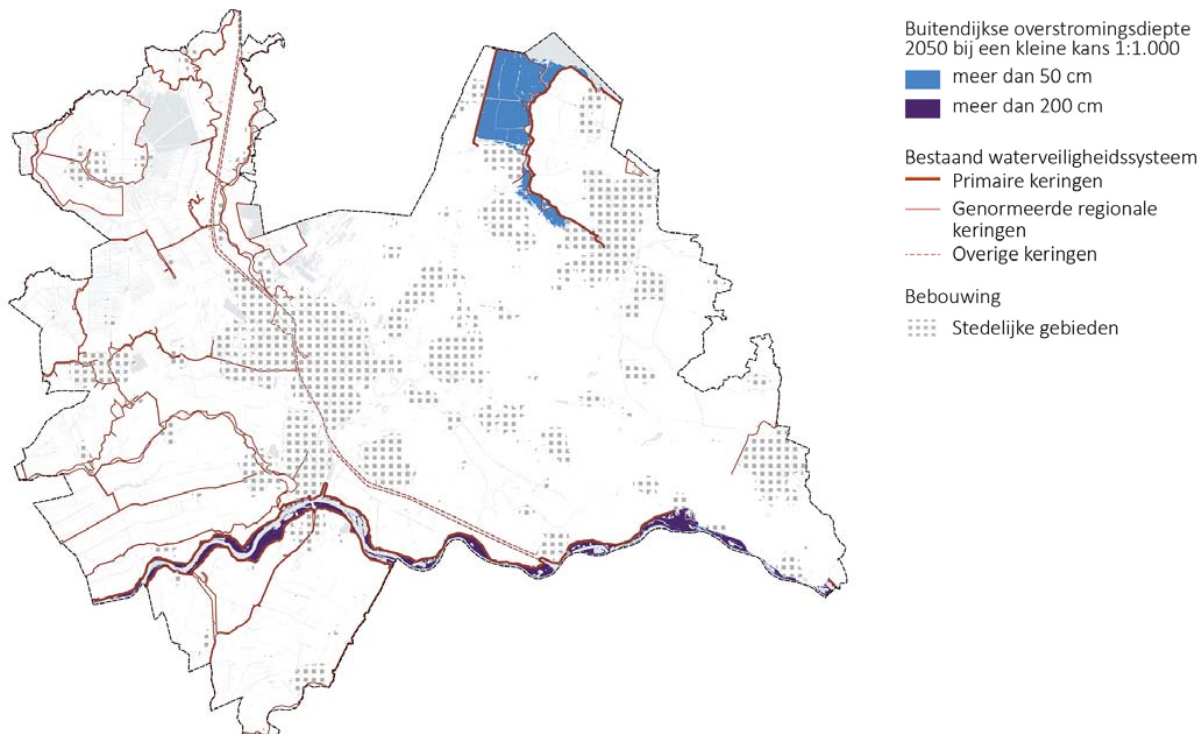 Buitendijkse overstromingsdiepte
2050 bij een kleine kans 1:1.000
meer dan 50 cm
meer dan 200 cm
Bestaand waterveiligheidssysteem
Primaire keringen
Genormeerde regionale
keringen
Overige keringen
Bebouwing
Stedelijke gebieden